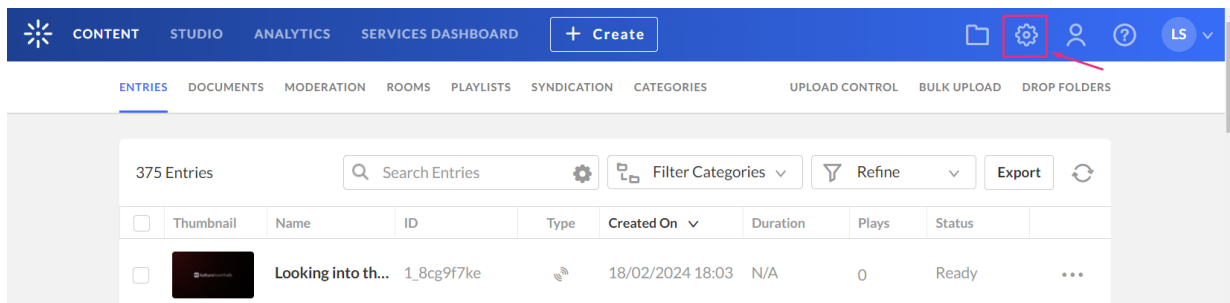 CONTENT STUDIO ANALYTICS SERVICES DASHBOARD + Create LS
ENTRIES DOCUMENTS MODERATION ROOMS PLAYLISTS SYNDICATION CATEGORIES UPLOAD CONTROL BULK UPLOAD DROP FOLDERS
375 Entries Search Entries Filter Categories Refine Export
Thumbnail Name ID Type Created On Duration Plays Status
Looking into th... 1_8cg9f7ke 18/02/2024 18:03 N/A 0 Ready